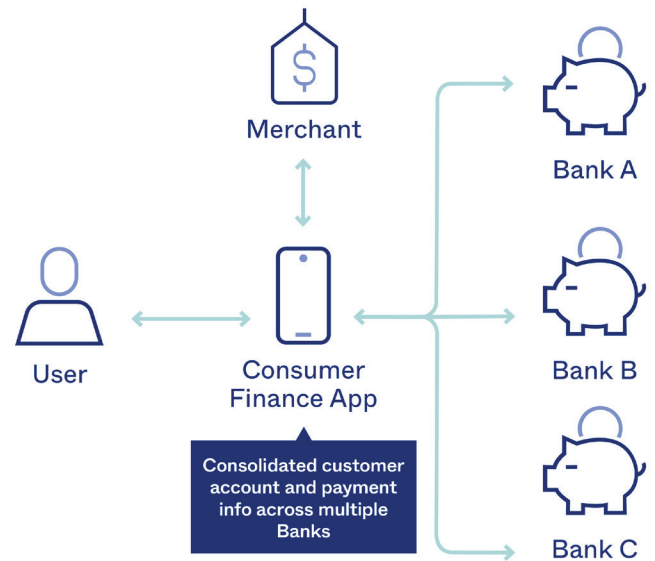 $
Merchant
Bank A
User
Consumer
Finance App
Bank B
Consolidated customer
account and payment
info across multiple
Banks
Bank C